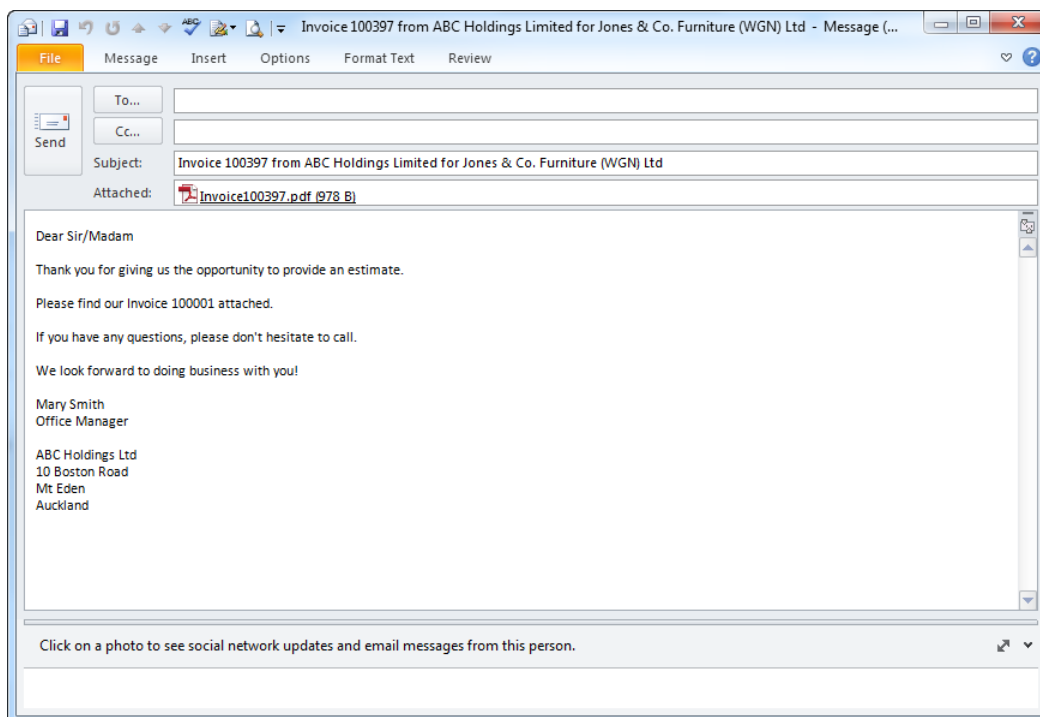 Invoice 100397 from ABC Holdings Limited for Jones & Co. Furniture (WGN) Ltd - Message (...
File Message Insert Options Format Text Review
To...
Send
Cc...
Subject: Invoice 100397 from ABC Holdings Limited for Jones & Co. Furniture (WGN) Ltd
Attached: Invoice100397.pdf (978 B)
Dear Sir/Madam
Thank you for giving us the opportunity to provide an estimate.
Please find our Invoice 100001 attached.
If you have any questions, please don't hesitate to call.
We look forward to doing business with you!
Mary Smith
Office Manager
ABC Holdings Ltd
10 Boston Road
Mt Eden
Auckland
Click on a photo to see social network updates and email messages from this person.